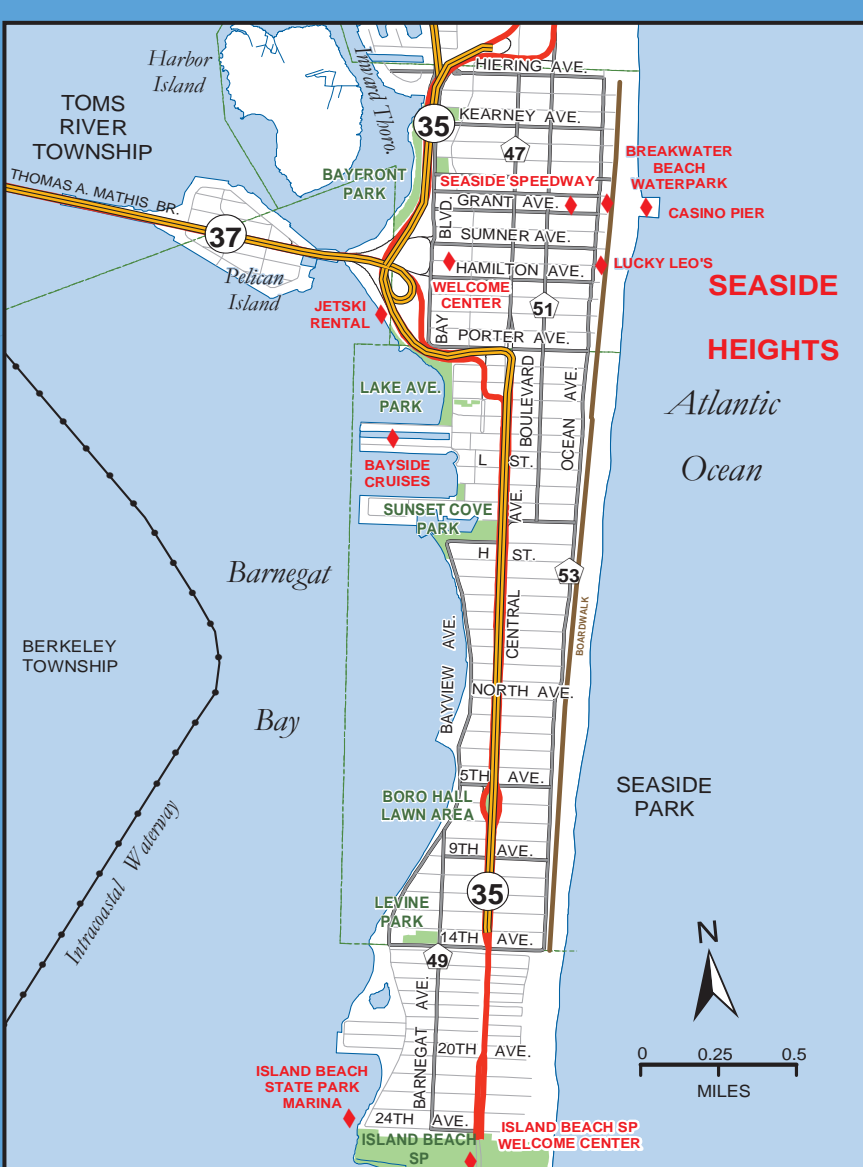 Harbor
Island
Inward Thoro.
HIERING AVE.
TOMS
RIVER
TOWNSHIP
35
KEARNEY AVE.
47
BREAKWATER
BEACH
WATERPARK
BAYFRONT
PARK
SEASIDE SPEEDWAY
THOMAS A. MATHIS BR.
GRANT AVE.
CASINO PIER
BLVD.
37
SUMNER AVE.
HAMILTON AVE.
LUCKY LEO'S
Pelican
Island
WELCOME
CENTER
SEASIDE
HEIGHTS
JETSKI
RENTAL
51
BAY
PORTER AVE.
LAKE AVE.
PARK
BOULEVARD
OCEAN AVE.
Atlantic
Ocean
BAYSIDE
CRUISES
L ST.
SUNSET COVE
PARK
AVE.
H ST.
53
Barnegat
CENTRAL
BOARDWALK
BERKELEY
TOWNSHIP
BAYVIEW AVE.
NORTH AVE.
Bay
5TH AVE.
SEASIDE
PARK
BORO HALL
LAWN AREA
9TH AVE.
Intracoastal Waterway
35
LEVINE
PARK
14TH AVE.
49
N
BARNEGAT AVE.
20TH AVE.
0 0.25 0.5
MILES
ISLAND BEACH
STATE PARK
MARINA
24TH AVE.
ISLAND BEACH SP
WELCOME CENTER
ISLAND BEACH
SP